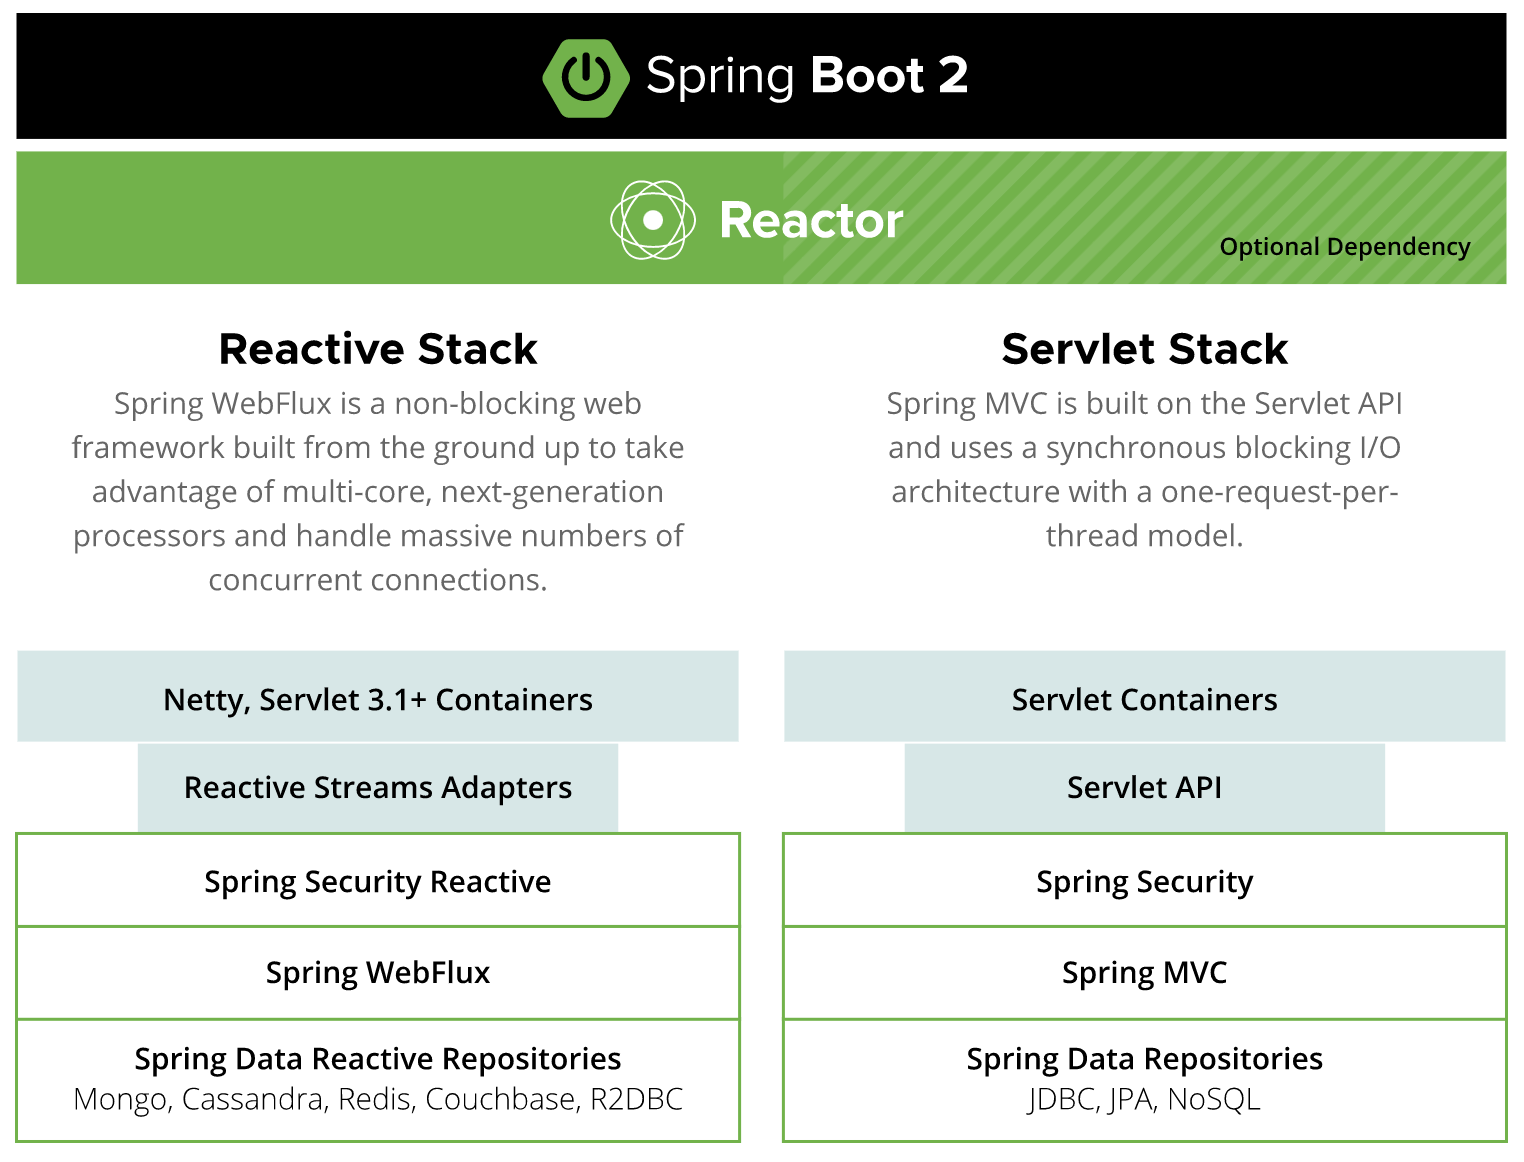 Spring Boot 2
Reactor
Optional Dependency
Reactive Stack
Spring WebFlux is a non-blocking web
framework built from the ground up to take
advantage of multi-core, next-generation
processors and handle massive numbers of
concurrent connections.
Servlet Stack
Spring MVC is built on the Servlet API
and uses a synchronous blocking I/O
architecture with a one-request-per-
thread model.
Netty, Servlet 3.1+ Containers
Reactive Streams Adapters
Spring Security Reactive
Spring WebFlux
Spring Data Reactive Repositories
Mongo, Cassandra, Redis, Couchbase, R2DBC
Servlet Containers
Servlet API
Spring Security
Spring MVC
Spring Data Repositories
JDBC, JPA, NoSQL